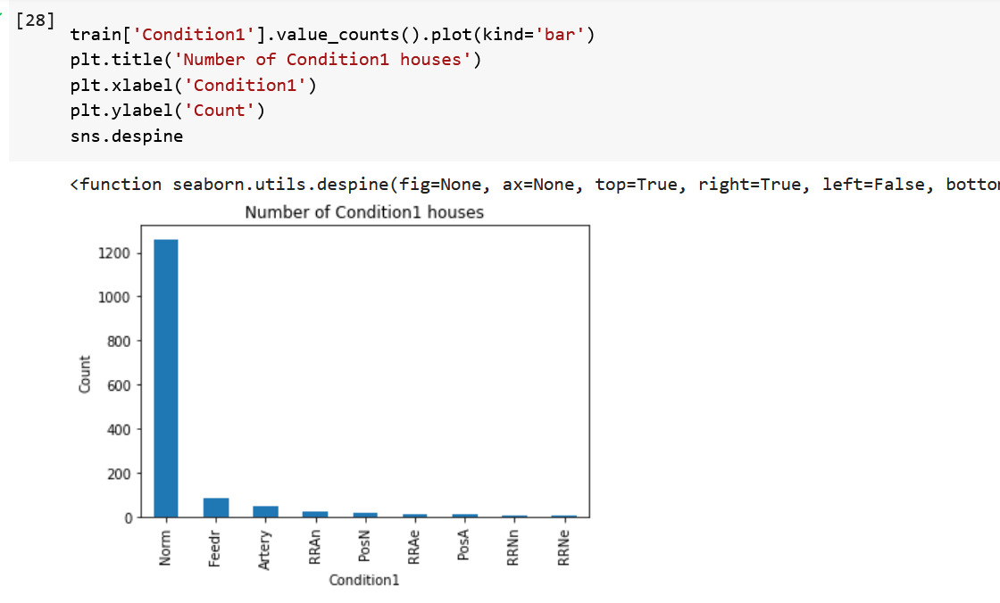 [28]
train['Condition1'].value_counts().plot(kind='bar')
plt.title('Number of Condition1 houses')
plt.xlabel('Condition1')
plt.ylabel('Count')
sns.despine
<function seaborn.utils.despine(fig=None, ax=None, top=True, right=True, left=False,
Number of Condition1 houses
1200
1000
800
600
400
200
0
Count
Norm
Feedr
Artery
RRAn
PosN
RRAe
PosA
RRNn
RRNe
Condition1